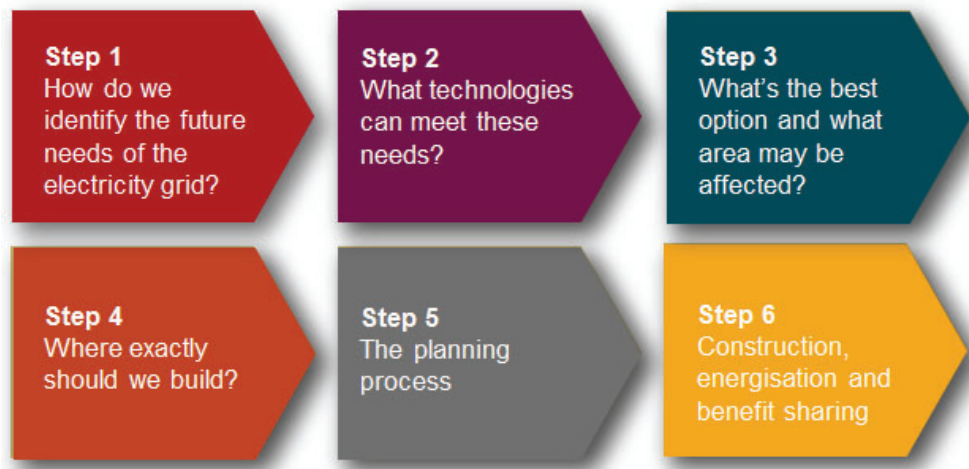 Step 1
How do we
identify the future
needs of the
electricity grid?
Step 2
What technologies
can meet these
needs?
Step 3
What's the best
option and what
area may be
affected?
Step 4
Where exactly
should we build?
Step 5
The planning
process
Step 6
Construction,
energisation and
benefit sharing